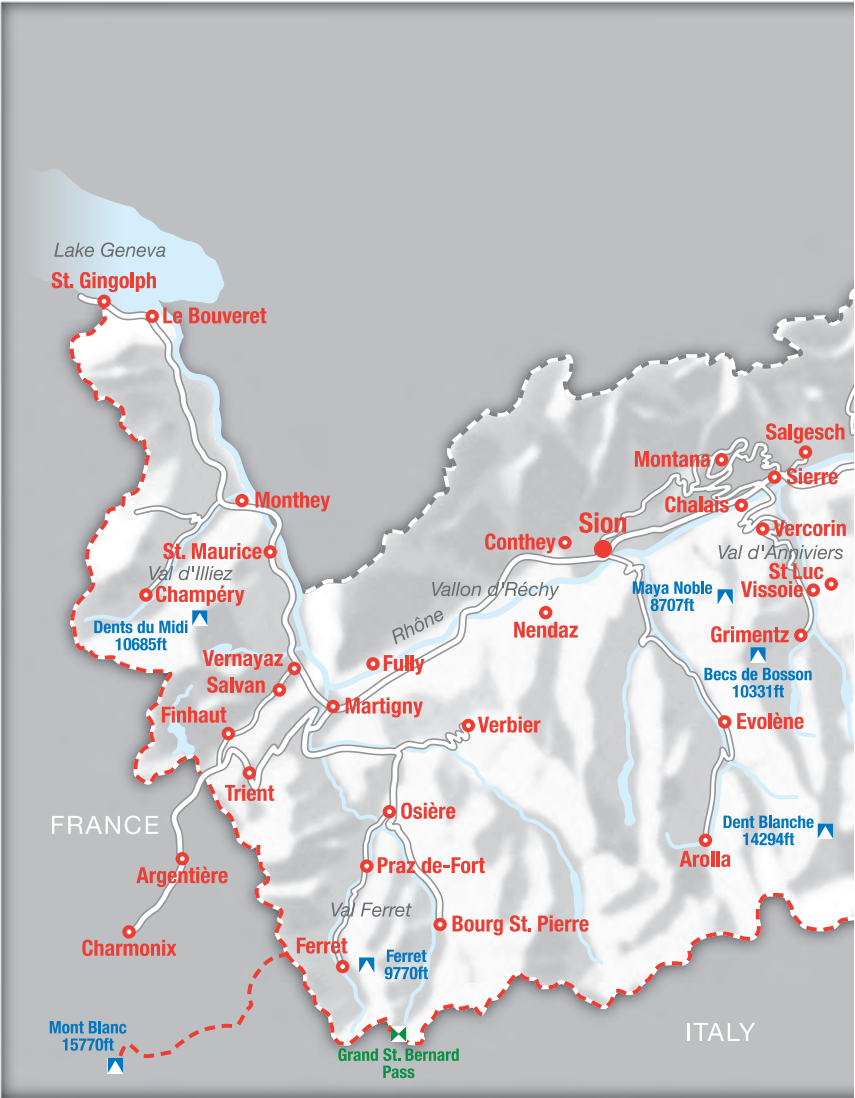 Lake Geneva
St. Gingolph
Le Bouveret
Salgesch
Montana
Sierre
Monthey
Chalais
Sion
Vercorin
Conthey
St. Maurice
Val d'Anniviers
Val d'Illiez
St Luc
Champéry
Vallon d'Réchy
Maya Noble
8707ft
Vissoie
Dents du Midi
10685ft
Rhône
Nendaz
Grimentz
Vernayaz
Fully
Becs de Bosson
10331ft
Salvan
Martigny
Finhaut
Verbier
Evolène
Trient
FRANCE
Osière
Dent Blanche
14294ft
Argentière
Praz de-Fort
Arolla
Val Ferret
Bourg St. Pierre
Charmonix
Ferret
Ferret
9770ft
Mont Blanc
15770ft
ITALY
Grand St. Bernard
Pass